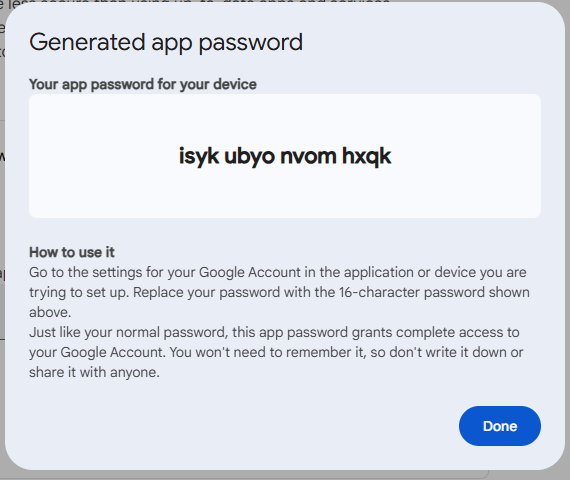 Generated app password
Your app password for your device
isyk ubyo nvom hxqk
How to use it
Go to the settings for your Google Account in the application or device you are
trying to set up. Replace your password with the 16-character password shown
above.
Just like your normal password, this app password grants complete access to
your Google Account. You won't need to remember it, so don't write it down or
share it with anyone.
Done